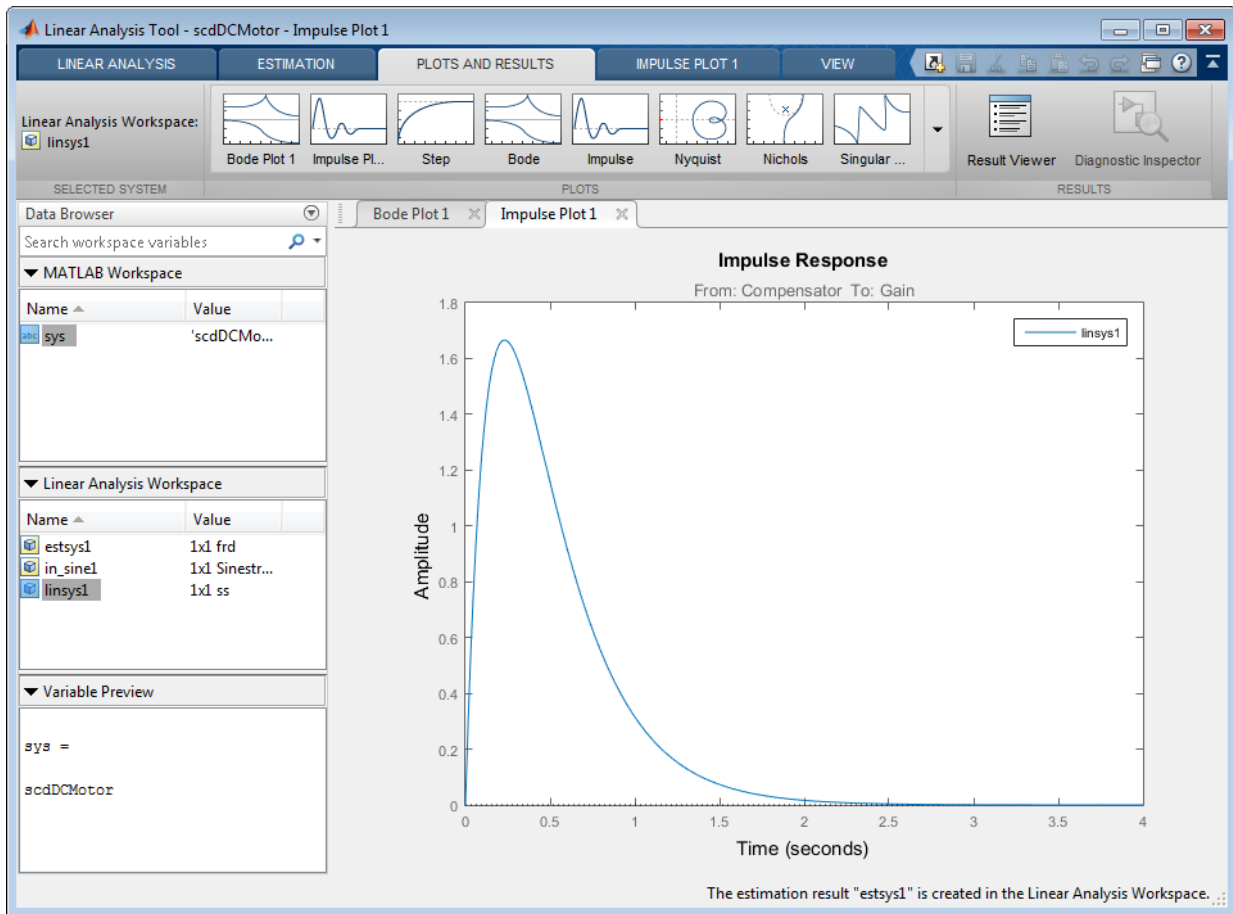 Linear Analysis Tool - scdDCMotor - Impulse Plot 1
LINEAR ANALYSIS ESTIMATION PLOTS AND RESULTS IMPULSE PLOT 1 VIEW
Linear Analysis Workspace:
linsys1
Bode Plot 1 Impulse Pl... Step Bode Impulse Nyquist Nichols Singular ...
Result Viewer Diagnostic Inspector
SELECTED SYSTEM PLOTS RESULTS
Data Browser
Search workspace variables
MATLAB Workspace
Name Value
abc sys 'scdDCMo...
Linear Analysis Workspace
Name Value
estsys1 1x1 frd
in_sine1 1x1 Sinestr...
linsys1 1x1 ss
Variable Preview
sys =
scdDCMotor
Bode Plot 1 Impulse Plot 1
Impulse Response
From: Compensator To: Gain
linsys1
Amplitude
1.8
1.6
1.4
1.2
1
0.8
0.6
0.4
0.2
0
0 0.5 1 1.5 2 2.5 3 3.5 4
Time (seconds)
The estimation result "estsys1" is created in the Linear Analysis Workspace.